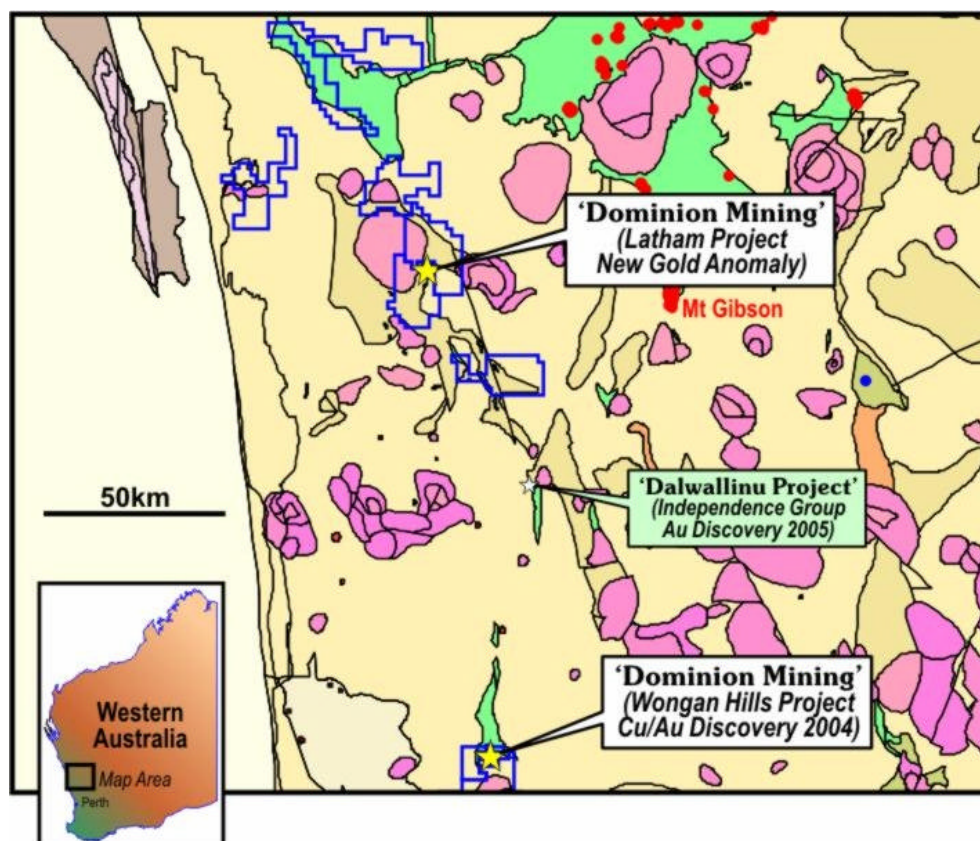 ‘Dominion Mining’
(Latham Project
New Gold Anomaly)
Mt Gibson
50km
‘Dalwallinu Project’
(Independence Group
Au Discovery 2005)
‘Dominion Mining’
(Wongan Hills Project
Cu/Au Discovery 2004)
Western
Australia
Map Area
Perth